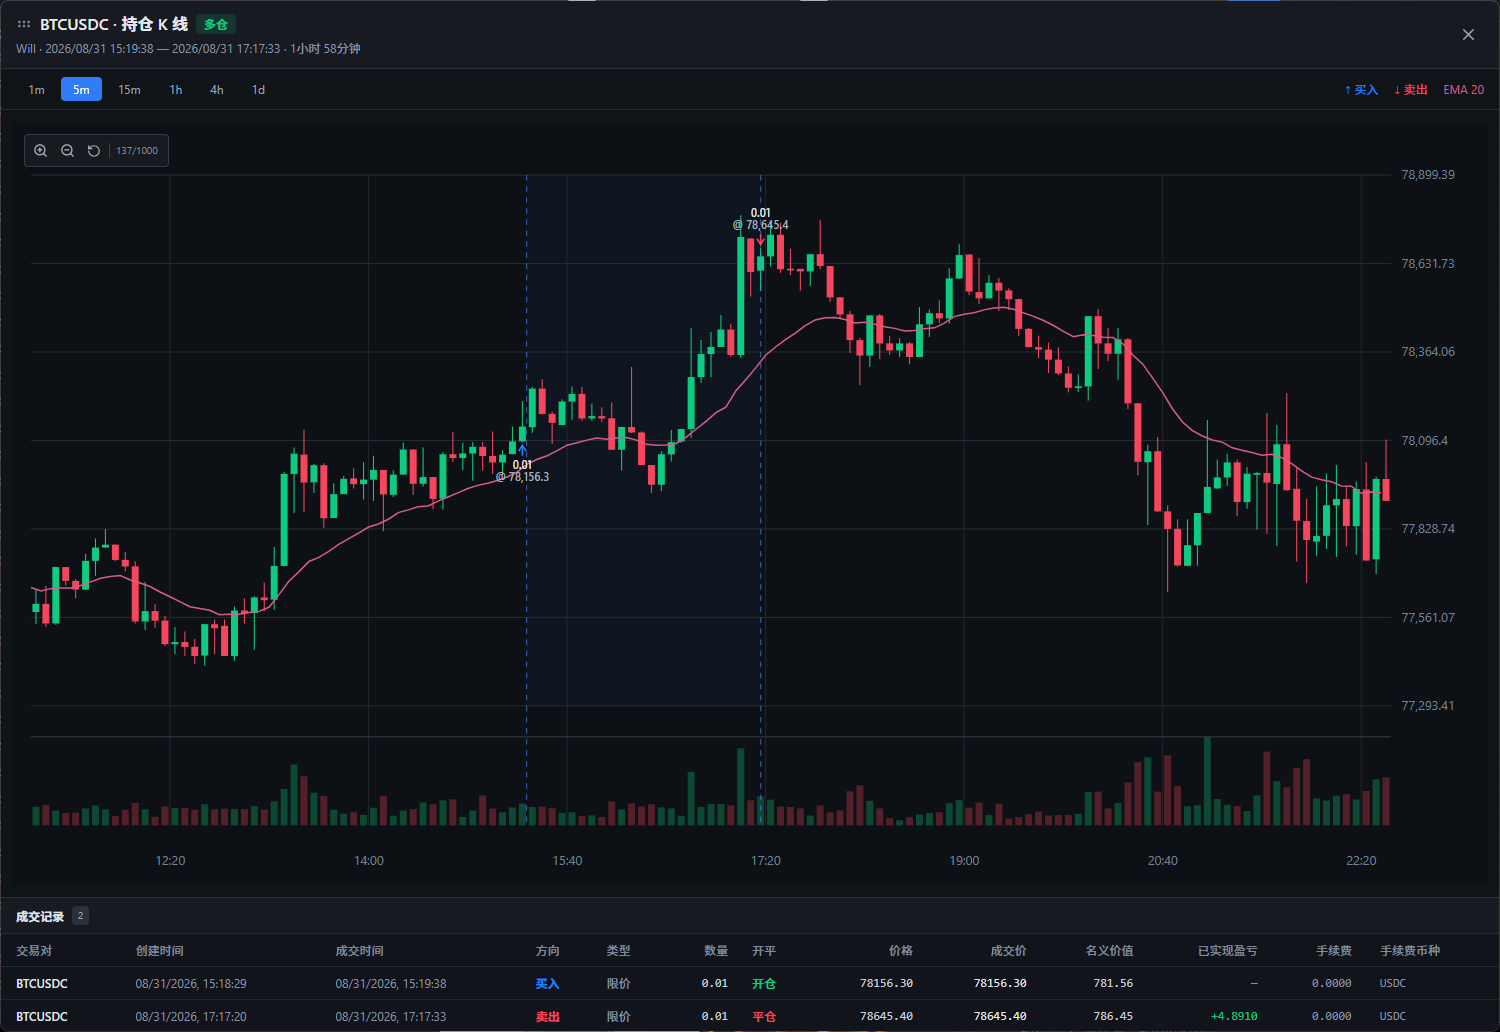 BTCUSDC · 持仓 K 线 多仓
Will · 2026/08/31 15:19:38 — 2026/08/31 17:17:33 · 1小时 58分钟
1m 5m 15m 1h 4h 1d ↑ 买入 ↓ 卖出 EMA 20
137/1000
78,899.39
0.01
@ 78,645.4
78,631.73
78,364.06
78,096.4
0.01
@ 78,156.3
77,828.74
77,561.07
77,293.41
12:20 14:00 15:40 17:20 19:00 20:40 22:20
成交记录 2
交易对 创建时间 成交时间 方向 类型 数量 开平 价格 成交价 名义价值 已实现盈亏 手续费 手续费币种
BTCUSDC 08/31/2026, 15:18:29 08/31/2026, 15:19:38 买入 限价 0.01 开仓 78156.30 78156.30 781.56 — 0.0000 USDC
BTCUSDC 08/31/2026, 17:17:20 08/31/2026, 17:17:33 卖出 限价 0.01 平仓 78645.40 78645.40 786.45 +4.8910 0.0000 USDC